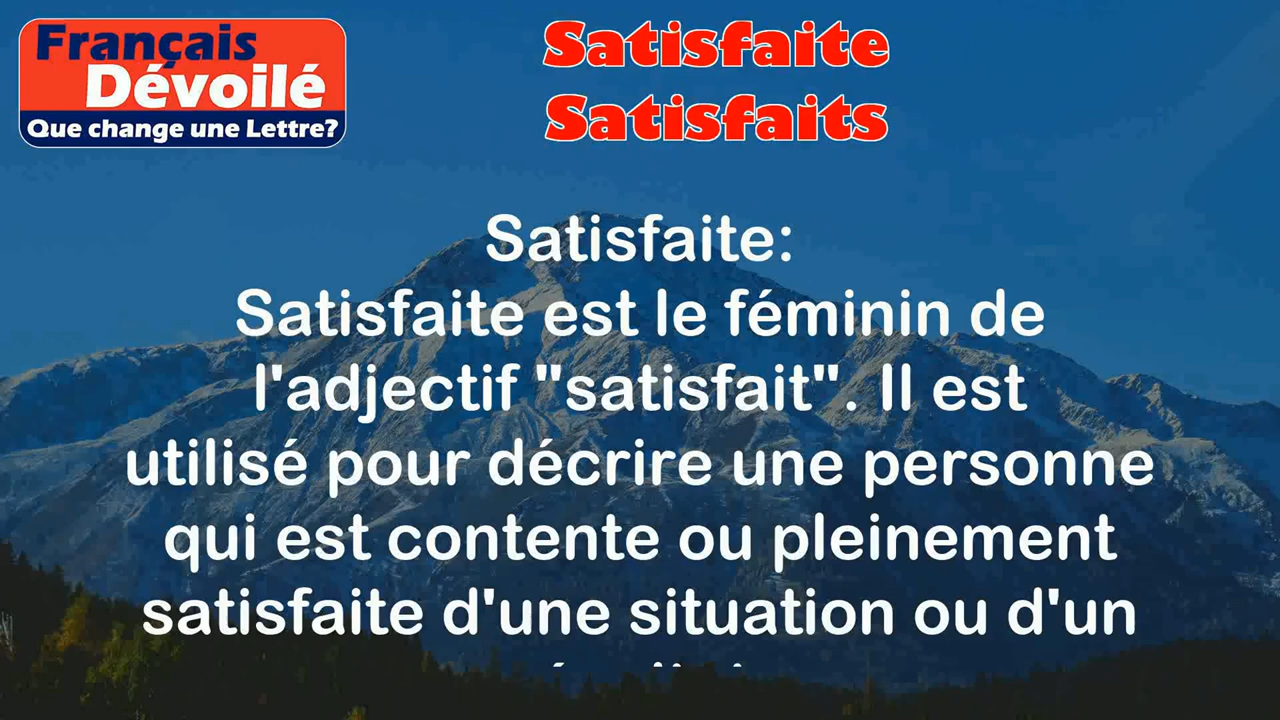 Français
Dévoilé
Que change une Lettre?
Satisfaite
Satisfaits
Satisfaite:
Satisfaite est le féminin de
l'adjectif "satisfait". Il est
utilisé pour décrire une personne
qui est contente ou pleinement
satisfaite d'une situation ou d'un